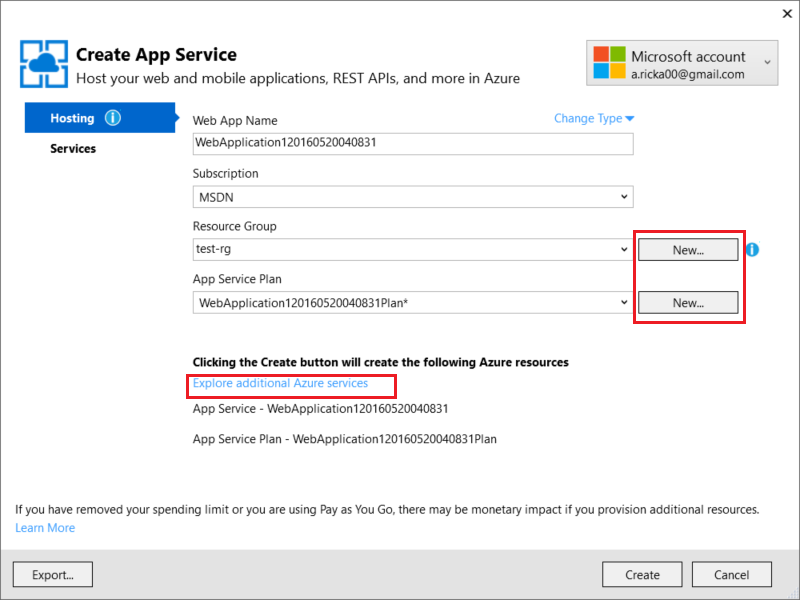 Create App Service
Host your web and mobile applications, REST APIs, and more in Azure
Microsoft account
a.ricka00@gmail.com
Hosting
Services
Web App Name
Change Type
WebApplication120160520040831
Subscription
MSDN
Resource Group
test-rg
New...
App Service Plan
WebApplication120160520040831Plan*
New...
Clicking the Create button will create the following Azure resources
Explore additional Azure services
App Service - WebApplication120160520040831
App Service Plan - WebApplication120160520040831Plan
If you have removed your spending limit or you are using Pay as You Go, there may be monetary impact if you provision additional resources.
Learn More
Export...
Create
Cancel